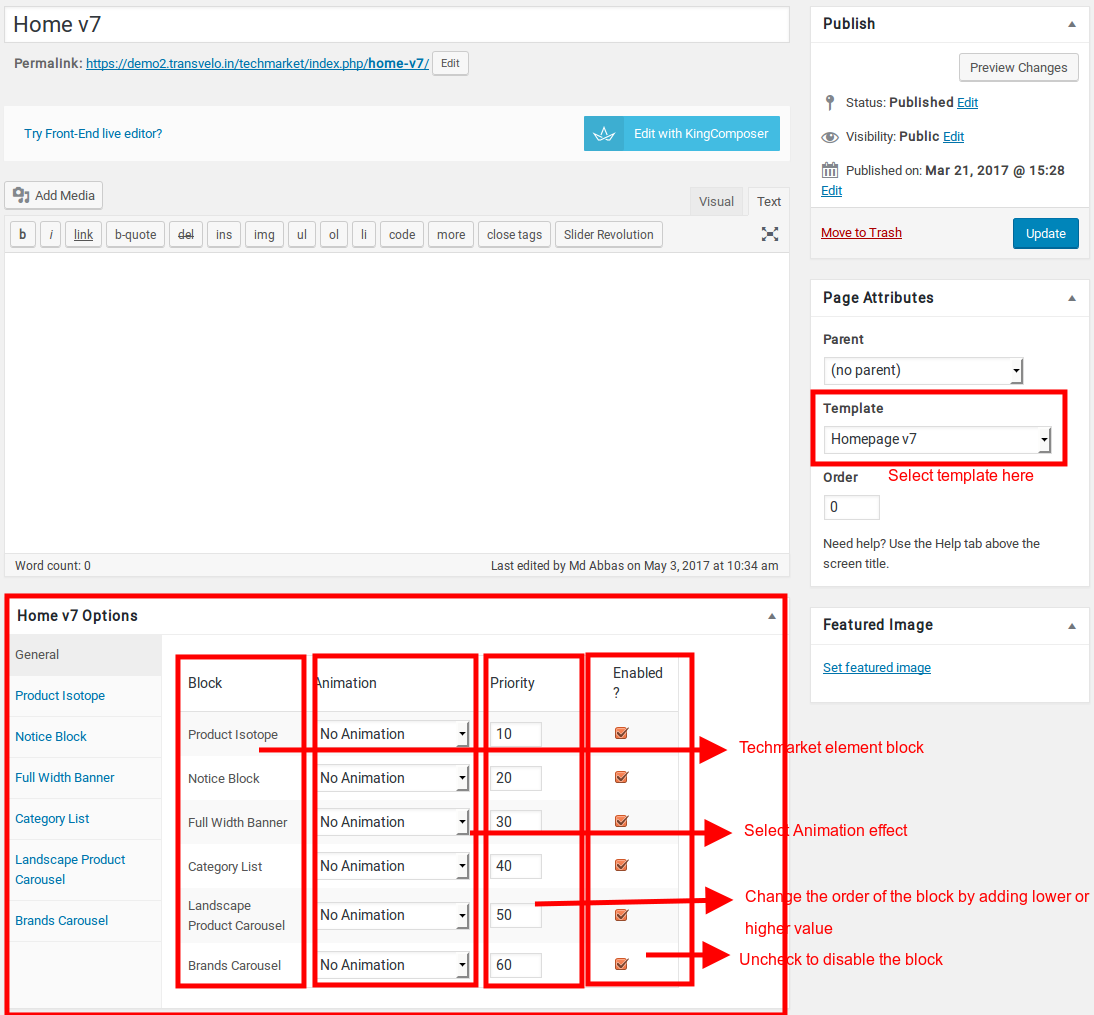 Home v7
Permalink: https://demo2.transvelo.in/techmarket/index.php/home-v7/ Edit
Try Front-End live editor?
Edit with KingComposer
Add Media
Visual
Text
b
i
link
b-quote
del
ins
img
ul
ol
li
code
more
close tags
Slider Revolution
Word count: 0
Last edited by Md Abbas on May 3, 2017 at 10:34 am
Publish
Preview Changes
Status: Published Edit
Visibility: Public Edit
Published on: Mar 21, 2017 @ 15:28
Edit
Move to Trash
Update
Page Attributes
Parent
(no parent)
Template
Homepage v7
Select template here
Order
0
Need help? Use the Help tab above the
screen title.
Featured Image
Set featured image
Home v7 Options
General
Product Isotope
Notice Block
Full Width Banner
Category List
Landscape Product
Carousel
Brands Carousel
Block
Animation
Priority
Enabled
?
Product Isotope
No Animation
10
Notice Block
No Animation
20
Full Width Banner
No Animation
30
Category List
No Animation
40
Landscape
Product Carousel
No Animation
50
Brands Carousel
No Animation
60
Techmarket element block
Select Animation effect
Change the order of the block by adding lower or
higher value
Uncheck to disable the block